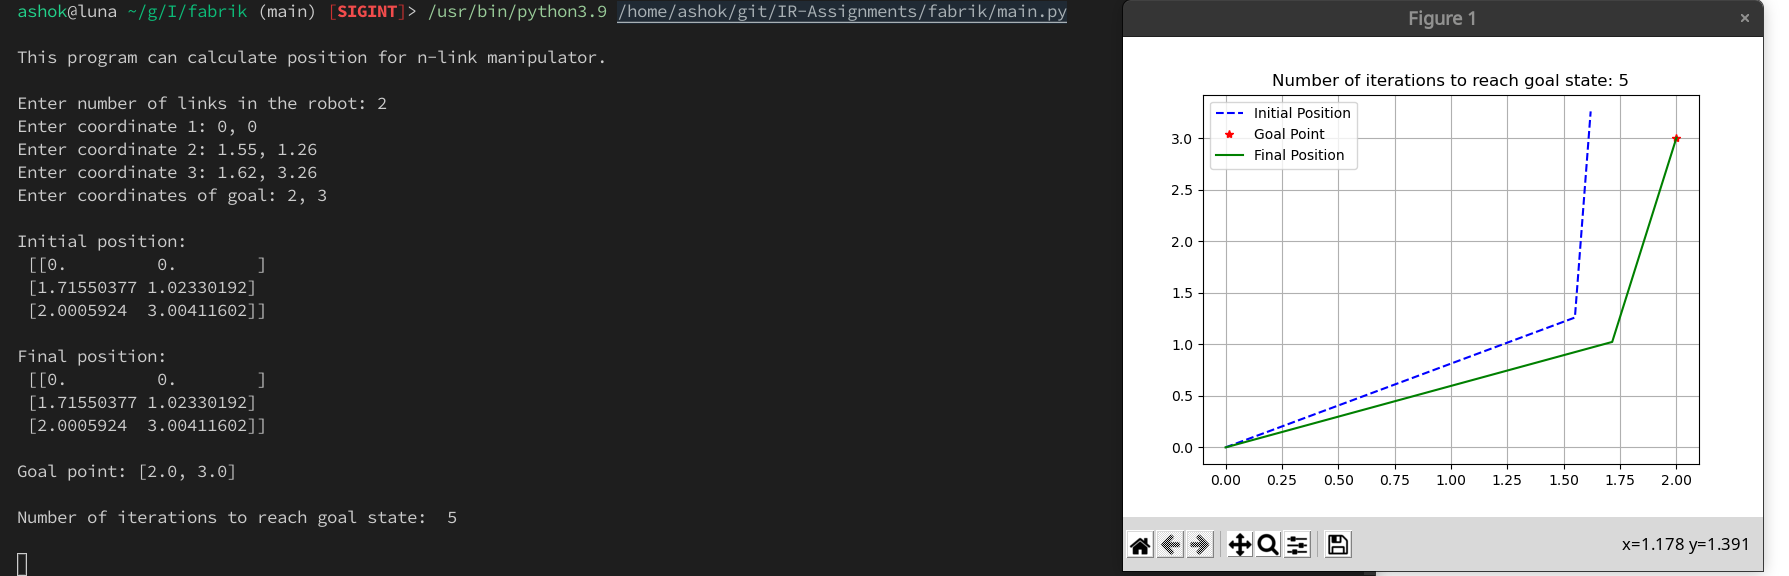 ashok@luna ~/g/I/fabrik (main) [SIGINT]> /usr/bin/python3.9 /home/ashok/git/IR-Assignments/fabrik/main.py
This program can calculate position for n-link manipulator.
Enter number of links in the robot: 2
Enter coordinate 1: 0, 0
Enter coordinate 2: 1.55, 1.26
Enter coordinate 3: 1.62, 3.26
Enter coordinates of goal: 2, 3
Initial position:
[[0.         0.        ]
[1.71550377 1.02330192]
[2.0005924  3.00411602]]
Final position:
[[0.         0.        ]
[1.71550377 1.02330192]
[2.0005924  3.00411602]]
Goal point: [2.0, 3.0]
Number of iterations to reach goal state:  5
Figure 1
×
Number of iterations to reach goal state: 5
Initial Position
Goal Point
Final Position
3.0
2.5
2.0
1.5
1.0
0.5
0.0
0.00 0.25 0.50 0.75 1.00 1.25 1.50 1.75 2.00
x=1.178 y=1.391